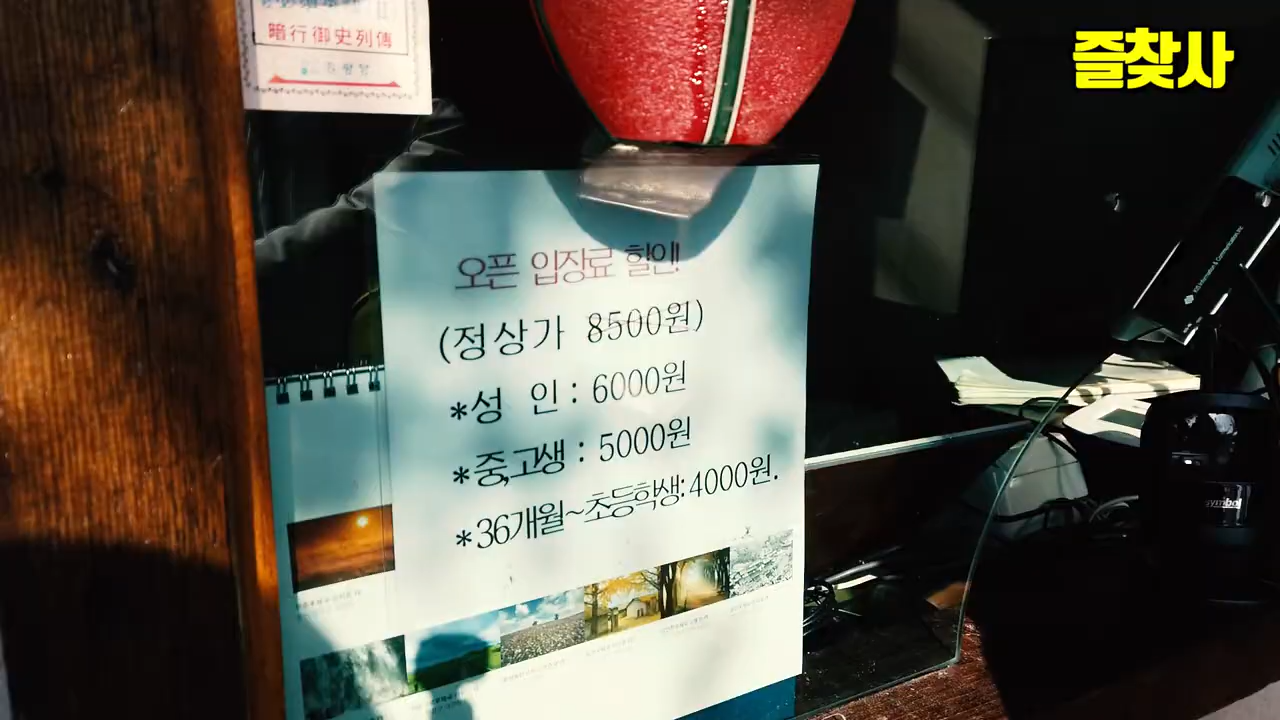 즐찾사
暗行御史列傳
오픈 입장료 할인!
(정상가 8500원)
*성 인 : 6000원
*중,고생 : 5000원
*36개월~초등학생:4000원.
symbol